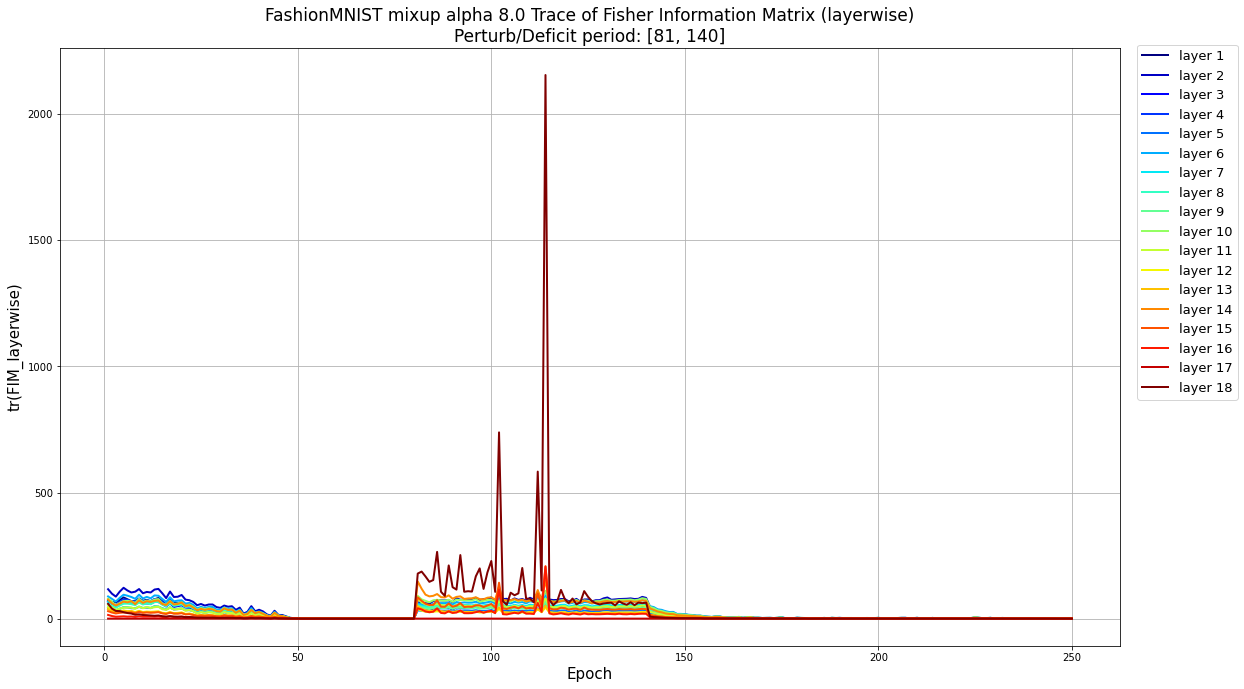 FashionMNIST mixup alpha 8.0 Trace of Fisher Information Matrix (layerwise)
Perturb/Deficit period: [81, 140]
tr(FIM_layerwise)
2000
1500
1000
500
0
0
50
100
150
200
250
Epoch
layer 1
layer 2
layer 3
layer 4
layer 5
layer 6
layer 7
layer 8
layer 9
layer 10
layer 11
layer 12
layer 13
layer 14
layer 15
layer 16
layer 17
layer 18